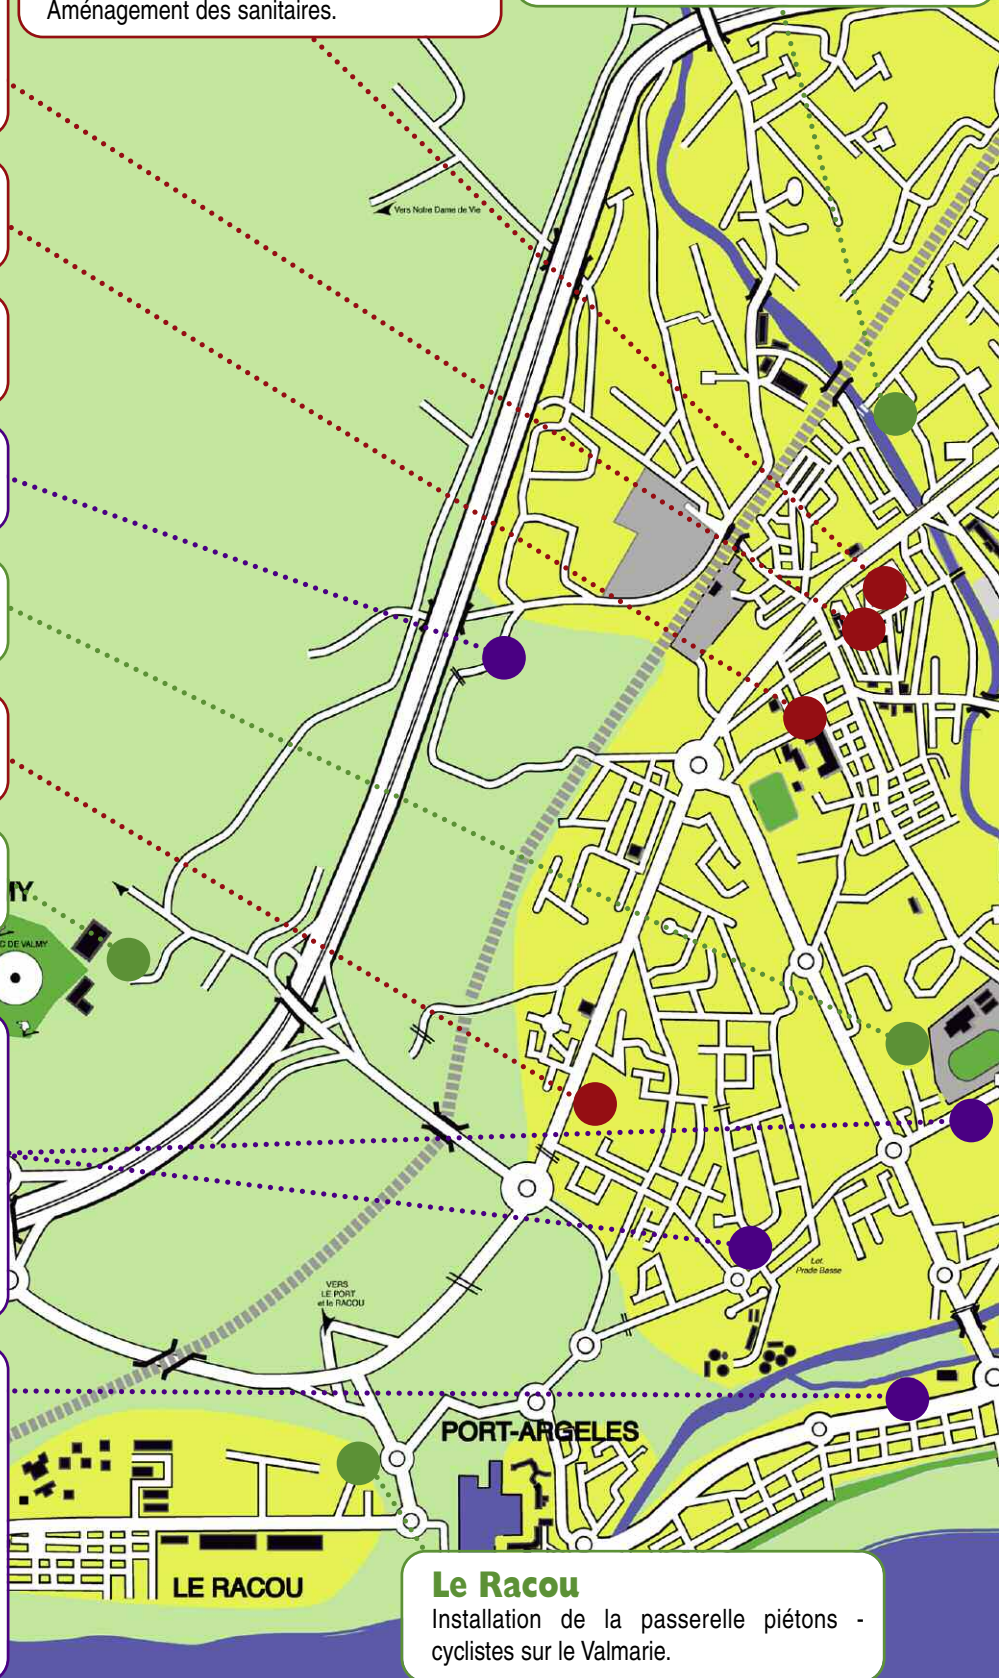 Aménagement des sanitaires.
Vers Notre Dame de Vie
MY
C DE VALMY
VERS
LE PORT
et le RACOU
Lot.
Prade Basse
PORT-ARGELES
LE RACOU
Le Racou
Installation de la passerelle piétons -
cyclistes sur le Valmarie.